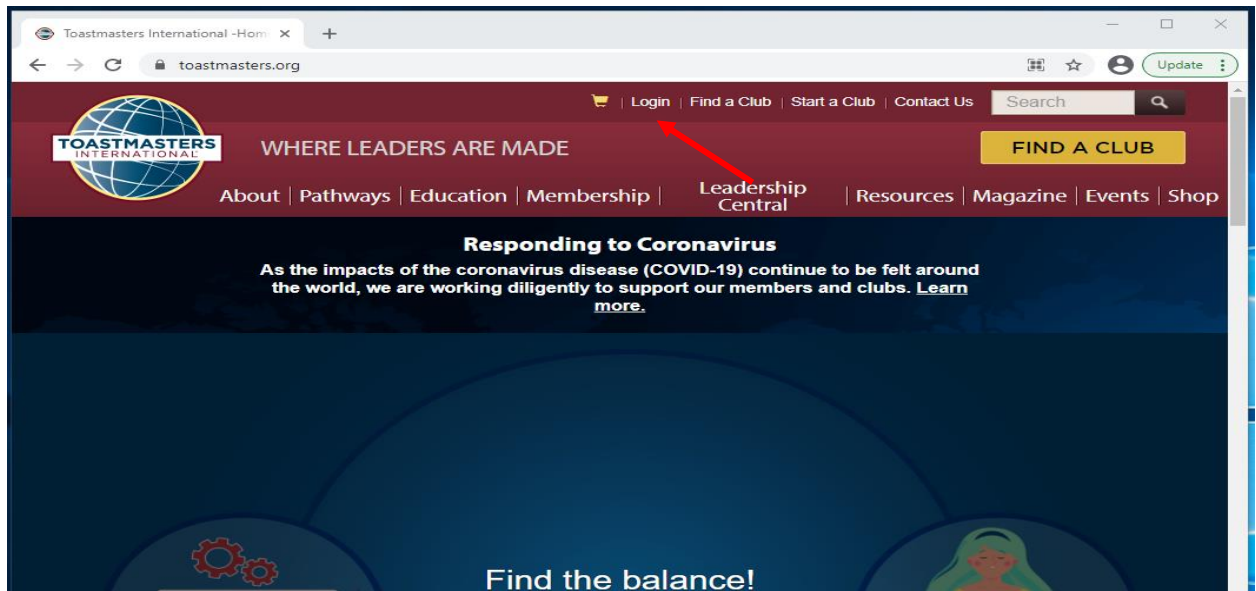 Toastmasters International -Hom
toastmasters.org
Update
Login | Find a Club | Start a Club | Contact Us
Search
TOASTMASTERS
INTERNATIONAL
WHERE LEADERS ARE MADE
FIND A CLUB
About | Pathways | Education | Membership | Leadership Central | Resources | Magazine | Events | Shop
Responding to Coronavirus
As the impacts of the coronavirus disease (COVID-19) continue to be felt around
the world, we are working diligently to support our members and clubs. Learn
more.
Find the balance!